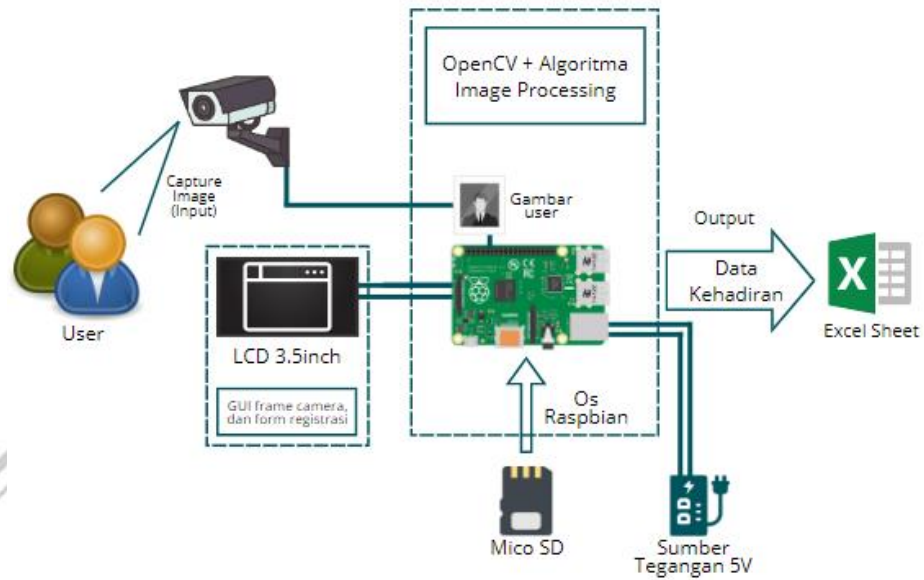 OpenCV + Algoritma
Image Processing
Capture
Image
(Input)
Gambar
user
User
LCD 3.5inch
GUI frame camera,
dan form registrasi
Output
Data
Kehadiran
X
Excel Sheet
Os
Raspbian
Mico SD
Sumber
Tegangan 5V